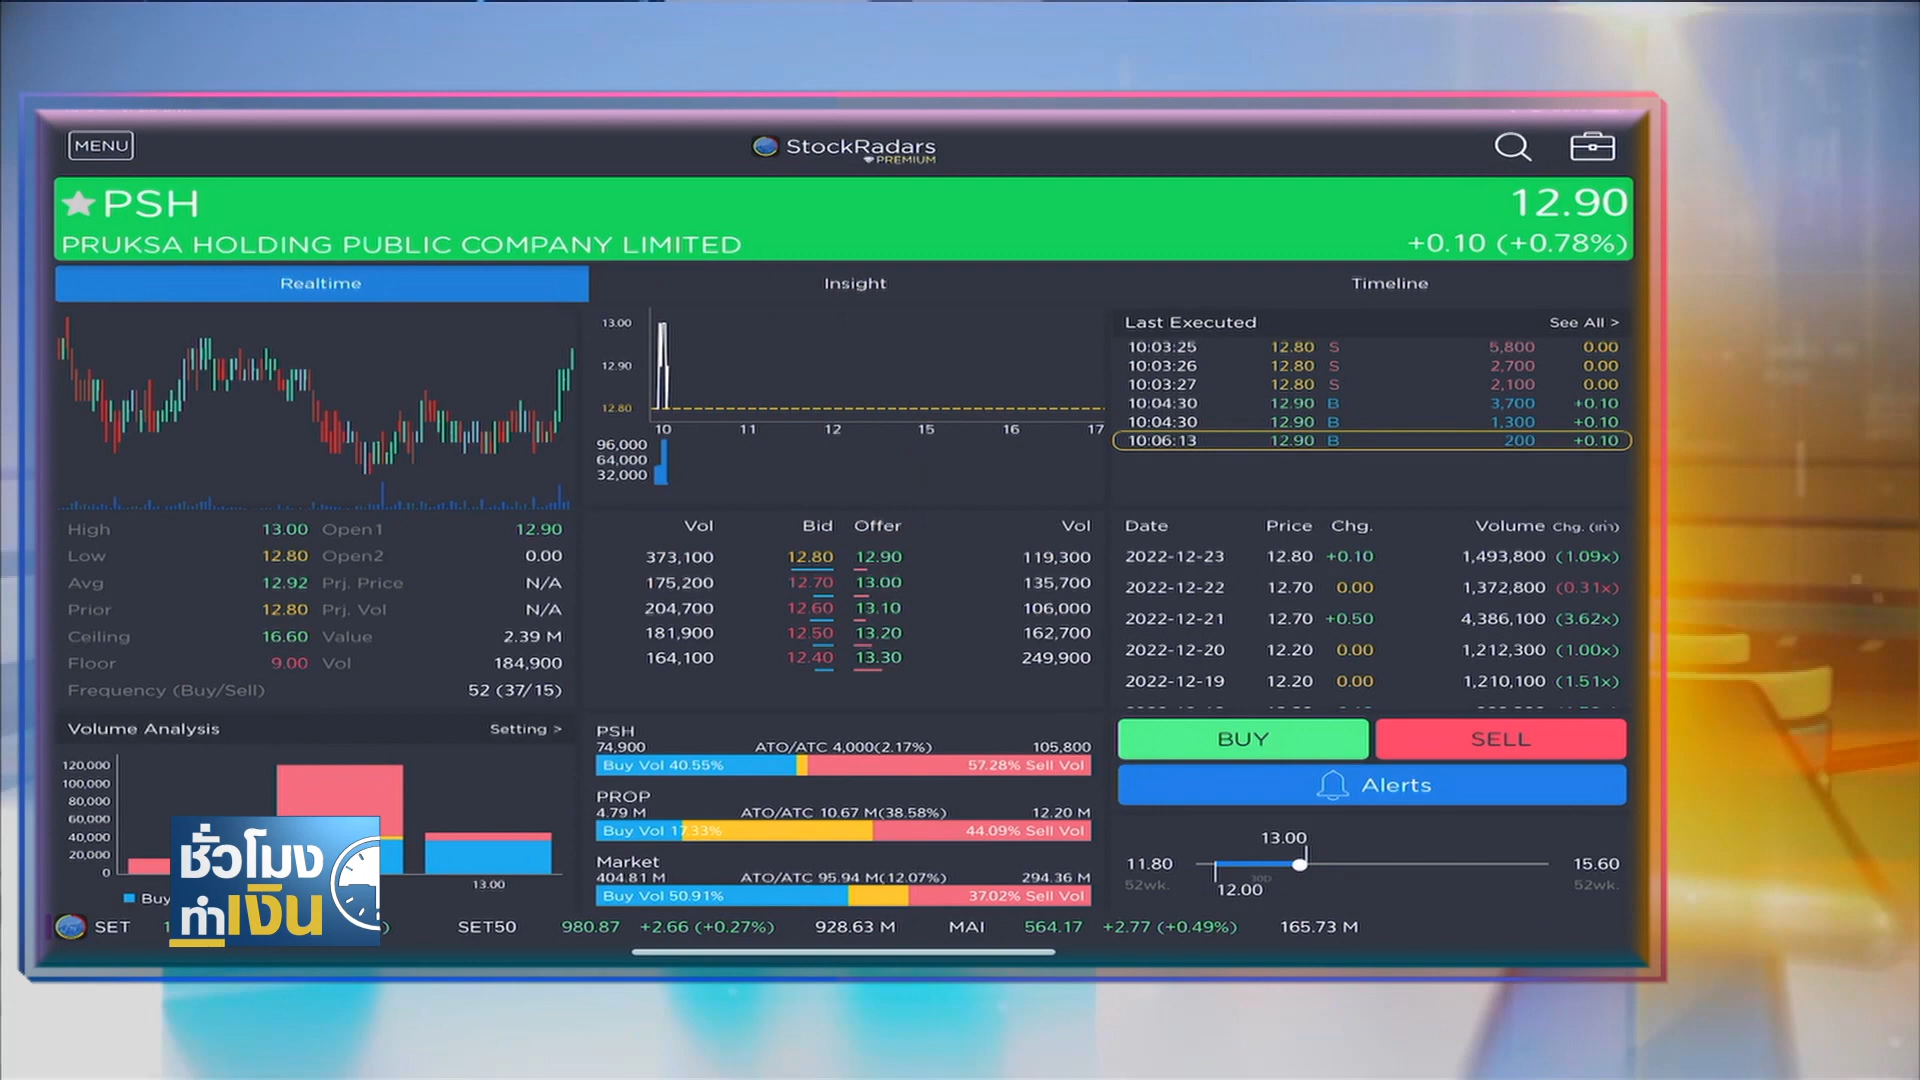 MENU
StockRadars
PREMIUM
PSH
12.90
PRUKSA HOLDING PUBLIC COMPANY LIMITED
+0.10 (+0.78%)
Realtime
Insight
Timeline
13.00
12.90
12.80
10 11 12 15 16 17
96,000
64,000
32,000
Last Executed See All >
10:03:25 12.80 S 5,800 0.00
10:03:26 12.80 S 2,700 0.00
10:03:27 12.80 S 2,100 0.00
10:04:30 12.90 B 3,700 +0.10
10:04:30 12.90 B 1,300 +0.10
10:06:13 12.90 B 200 +0.10
High 13.00 Open1 12.90
Low 12.80 Open2 0.00
Avg 12.92 Prj. Price N/A
Prior 12.80 Prj. Vol N/A
Ceiling 16.60 Value 2.39 M
Floor 9.00 Vol 184,900
Frequency (Buy/Sell) 52 (37/15)
Vol Bid Offer Vol
373,100 12.80 12.90 119,300
175,200 12.70 13.00 135,700
204,700 12.60 13.10 106,000
181,900 12.50 13.20 162,700
164,100 12.40 13.30 249,900
Date Price Chg. Volume Chg. (เท่า)
2022-12-23 12.80 +0.10 1,493,800 (1.09x)
2022-12-22 12.70 0.00 1,372,800 (0.31x)
2022-12-21 12.70 +0.50 4,386,100 (3.62x)
2022-12-20 12.20 0.00 1,212,300 (1.00x)
2022-12-19 12.20 0.00 1,210,100 (1.51x)
Volume Analysis Setting >
120,000
100,000
80,000
60,000
40,000
20,000
0
13.00
Buy
PSH
74,900 ATO/ATC 4,000(2.17%) 105,800
Buy Vol 40.55% 57.28% Sell Vol
PROP
4.79 M ATO/ATC 10.67 M(38.58%) 12.20 M
Buy Vol 17.33% 44.09% Sell Vol
Market
404.81 M ATO/ATC 95.94 M(12.07%) 294.36 M
Buy Vol 50.91% 37.02% Sell Vol
BUY
SELL
Alerts
13.00
11.80 15.60
52wk. 30D 52wk.
12.00
ชั่วโมง
ทำเงิน
SET SET50 980.87 +2.66 (+0.27%) 928.63 M MAI 564.17 +2.77 (+0.49%) 165.73 M